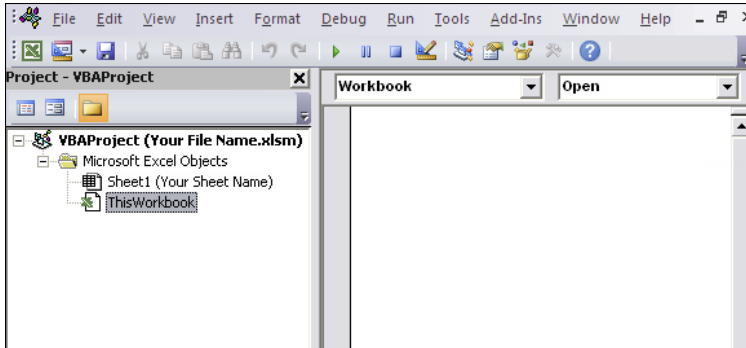 File Edit View Insert Format Debug Run Tools Add-Ins Window Help
Project - VBAProject
Workbook
Open
VBAProject (Your File Name.xlsm)
Microsoft Excel Objects
Sheet1 (Your Sheet Name)
ThisWorkbook